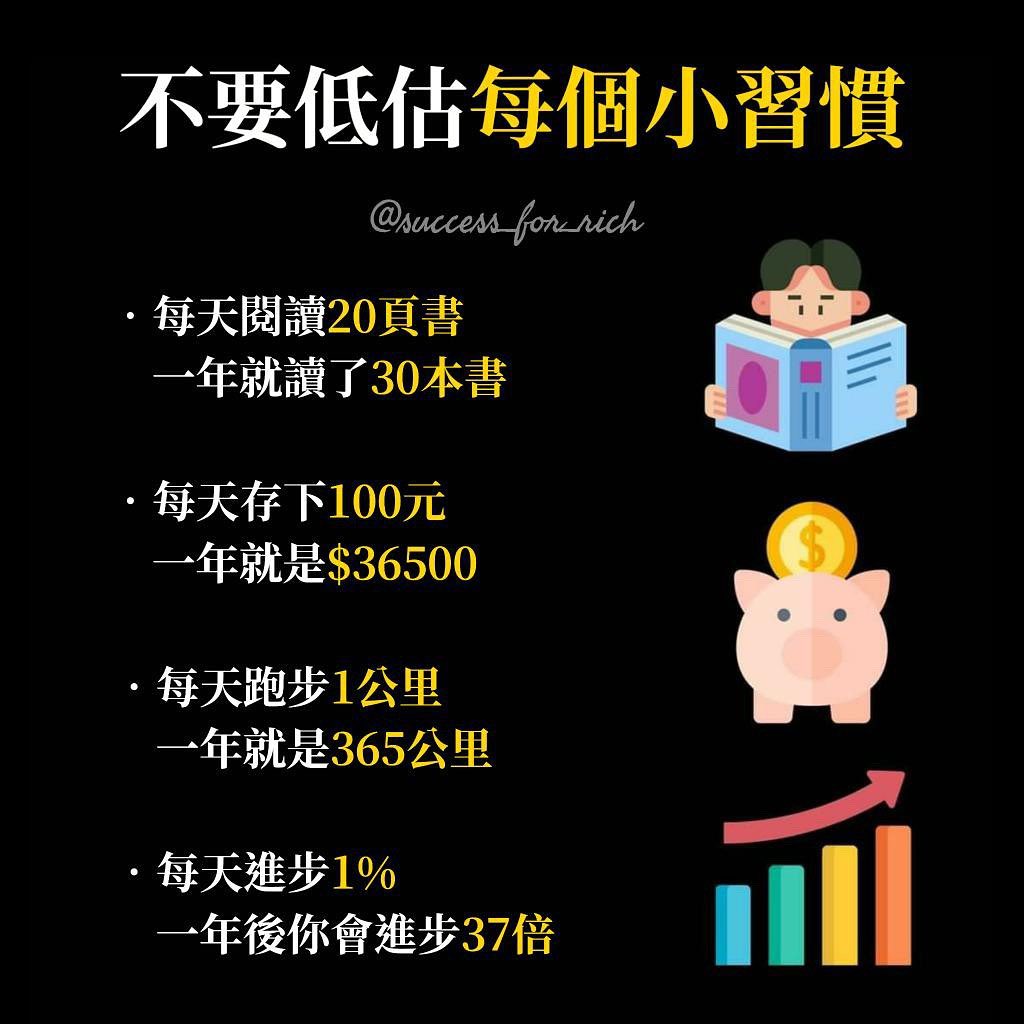 不要低估每個小習慣
@success_for_rich
· 每天閱讀20頁書
一年就讀了30本書
· 每天存下100元
一年就是$36500
· 每天跑步1公里
一年就是365公里
· 每天進步1%
一年後你會進步37倍
$